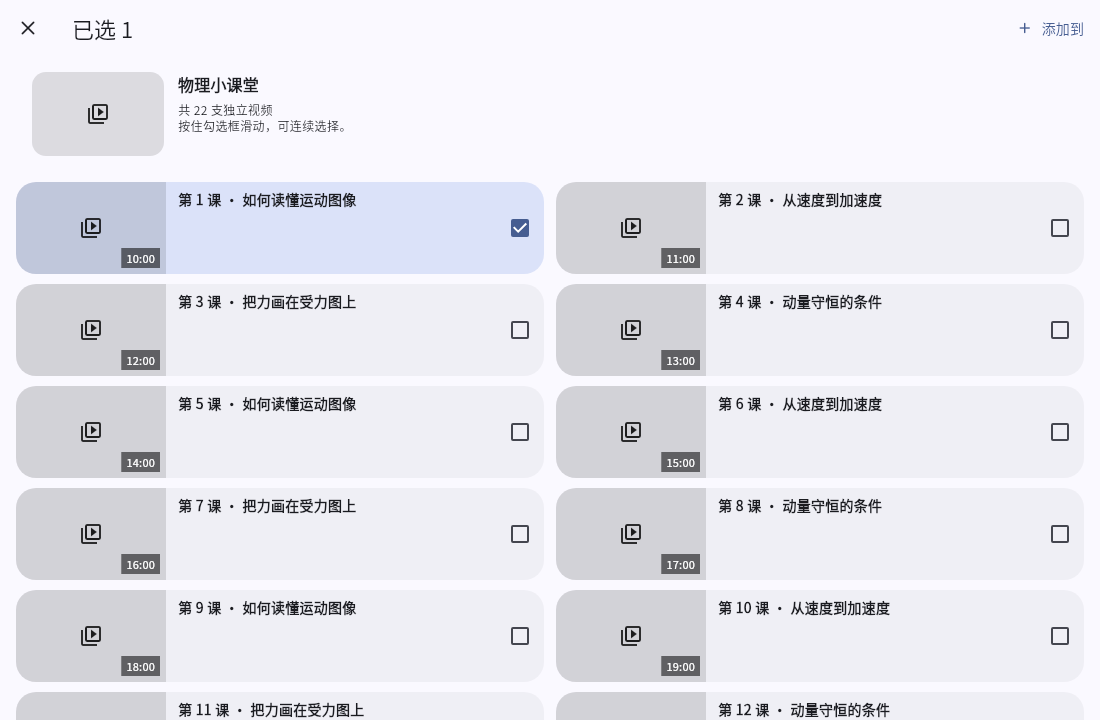 已选 1
添加到
物理小课堂
共 22 支独立视频
按住勾选框滑动，可连续选择。
第 1 课 · 如何读懂运动图像
10:00
第 2 课 · 从速度到加速度
11:00
第 3 课 · 把力画在受力图上
12:00
第 4 课 · 动量守恒的条件
13:00
第 5 课 · 如何读懂运动图像
14:00
第 6 课 · 从速度到加速度
15:00
第 7 课 · 把力画在受力图上
16:00
第 8 课 · 动量守恒的条件
17:00
第 9 课 · 如何读懂运动图像
18:00
第 10 课 · 从速度到加速度
19:00
第 11 课 · 把力画在受力图上
第 12 课 · 动量守恒的条件